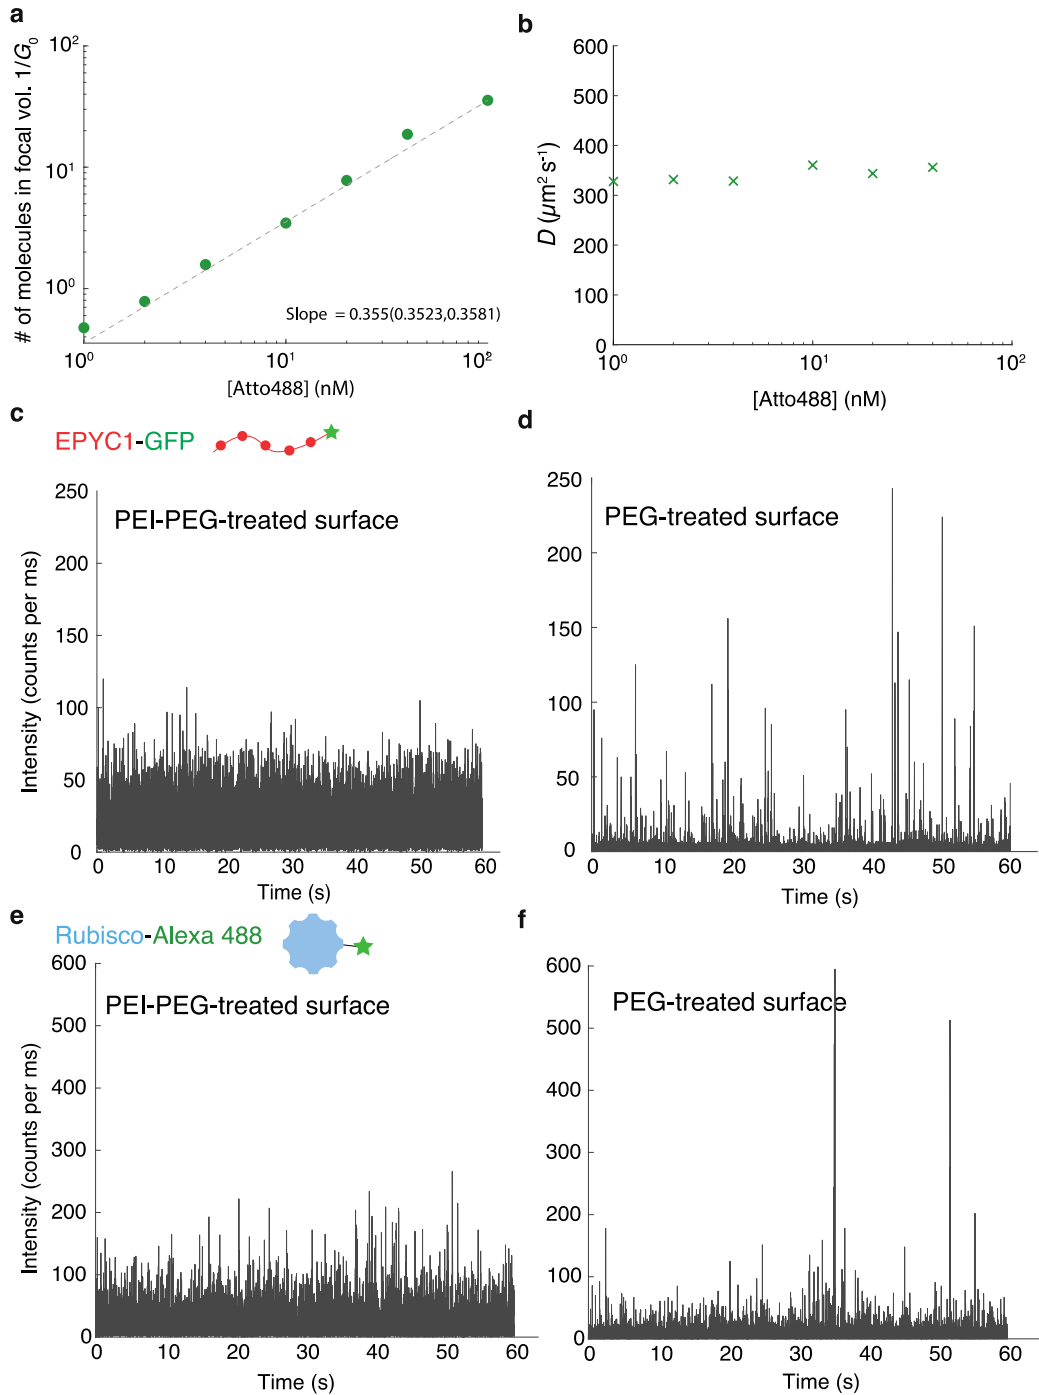 a
# of molecules in focal vol. 1/G₀
10²
10¹
10⁰
Slope = 0.355(0.3523,0.3581)
10⁰
10¹
10²
[Atto488] (nM)
b
D (µm² s⁻¹)
600
500
400
300
200
100
0
10⁰
10¹
10²
[Atto488] (nM)
c
EPYC1-GFP
PEI-PEG-treated surface
Intensity (counts per ms)
250
200
150
100
50
0
0 10 20 30 40 50 60
Time (s)
d
PEG-treated surface
250
200
150
100
50
0
0 10 20 30 40 50 60
Time (s)
e
Rubisco-Alexa 488
PEI-PEG-treated surface
Intensity (counts per ms)
600
500
400
300
200
100
0
0 10 20 30 40 50 60
Time (s)
f
PEG-treated surface
600
500
400
300
200
100
0
0 10 20 30 40 50 60
Time (s)